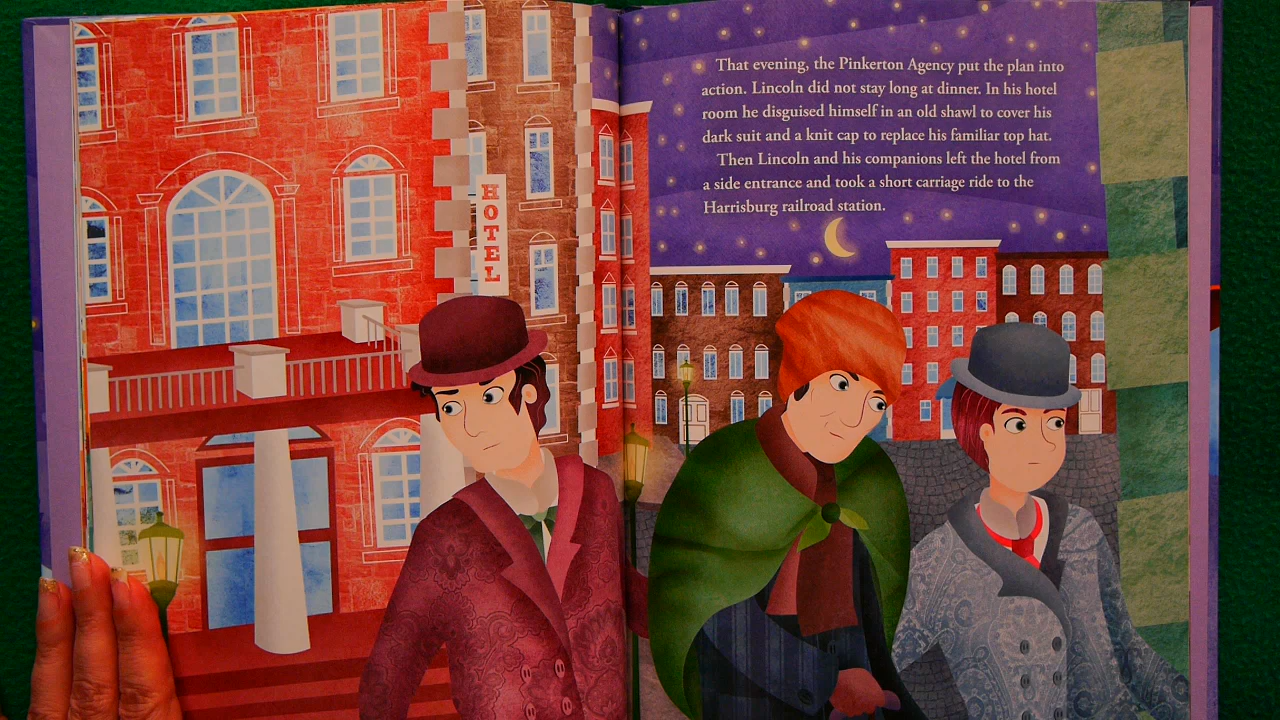 HOTEL
That evening, the Pinkerton Agency put the plan into
action. Lincoln did not stay long at dinner. In his hotel
room he disguised himself in an old shawl to cover his
dark suit and a knit cap to replace his familiar top hat.
Then Lincoln and his companions left the hotel from
a side entrance and took a short carriage ride to the
Harrisburg railroad station.